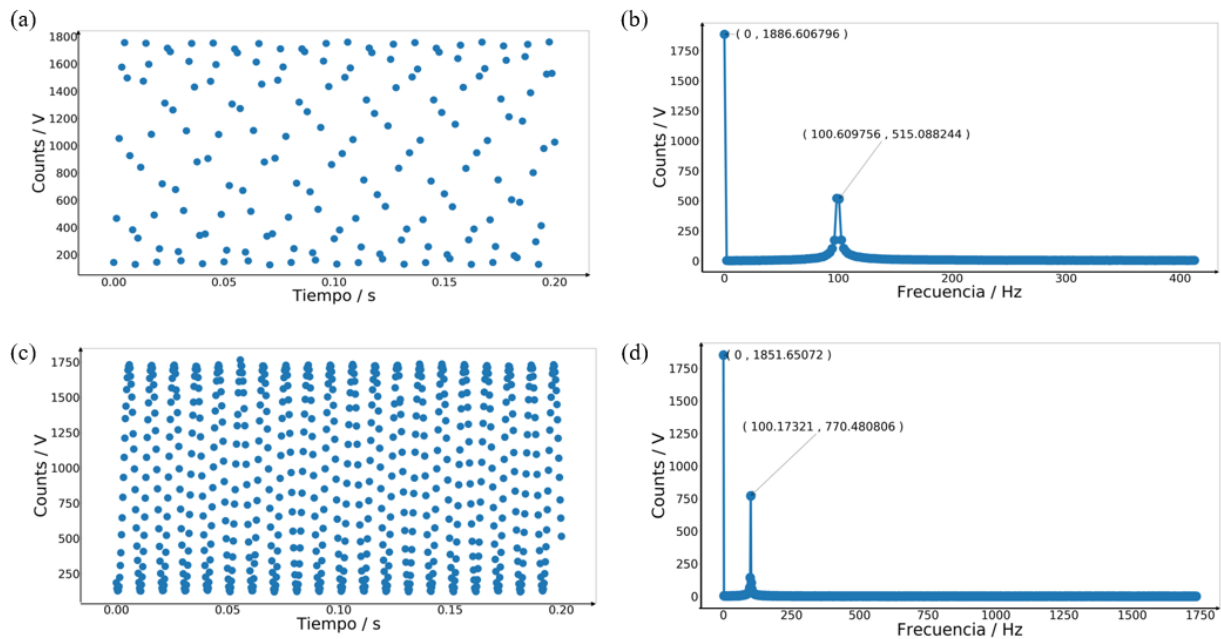 (a)
1800
1600
1400
1200
1000
800
600
400
200
Counts / V
0.00 0.05 0.10 0.15 0.20
Tiempo / s
(b)
1750
1500
1250
1000
750
500
250
0
Counts / V
( 0 , 1886.606796 )
( 100.609756 , 515.088244 )
0 100 200 300 400
Frecuencia / Hz
(c)
1750
1500
1250
1000
750
500
250
Counts / V
0.00 0.05 0.10 0.15 0.20
Tiempo / s
(d)
1750
1500
1250
1000
750
500
250
0
Counts / V
( 0 , 1851.65072 )
( 100.17321 , 770.480806 )
0 250 500 750 1000 1250 1500 1750
Frecuencia / Hz